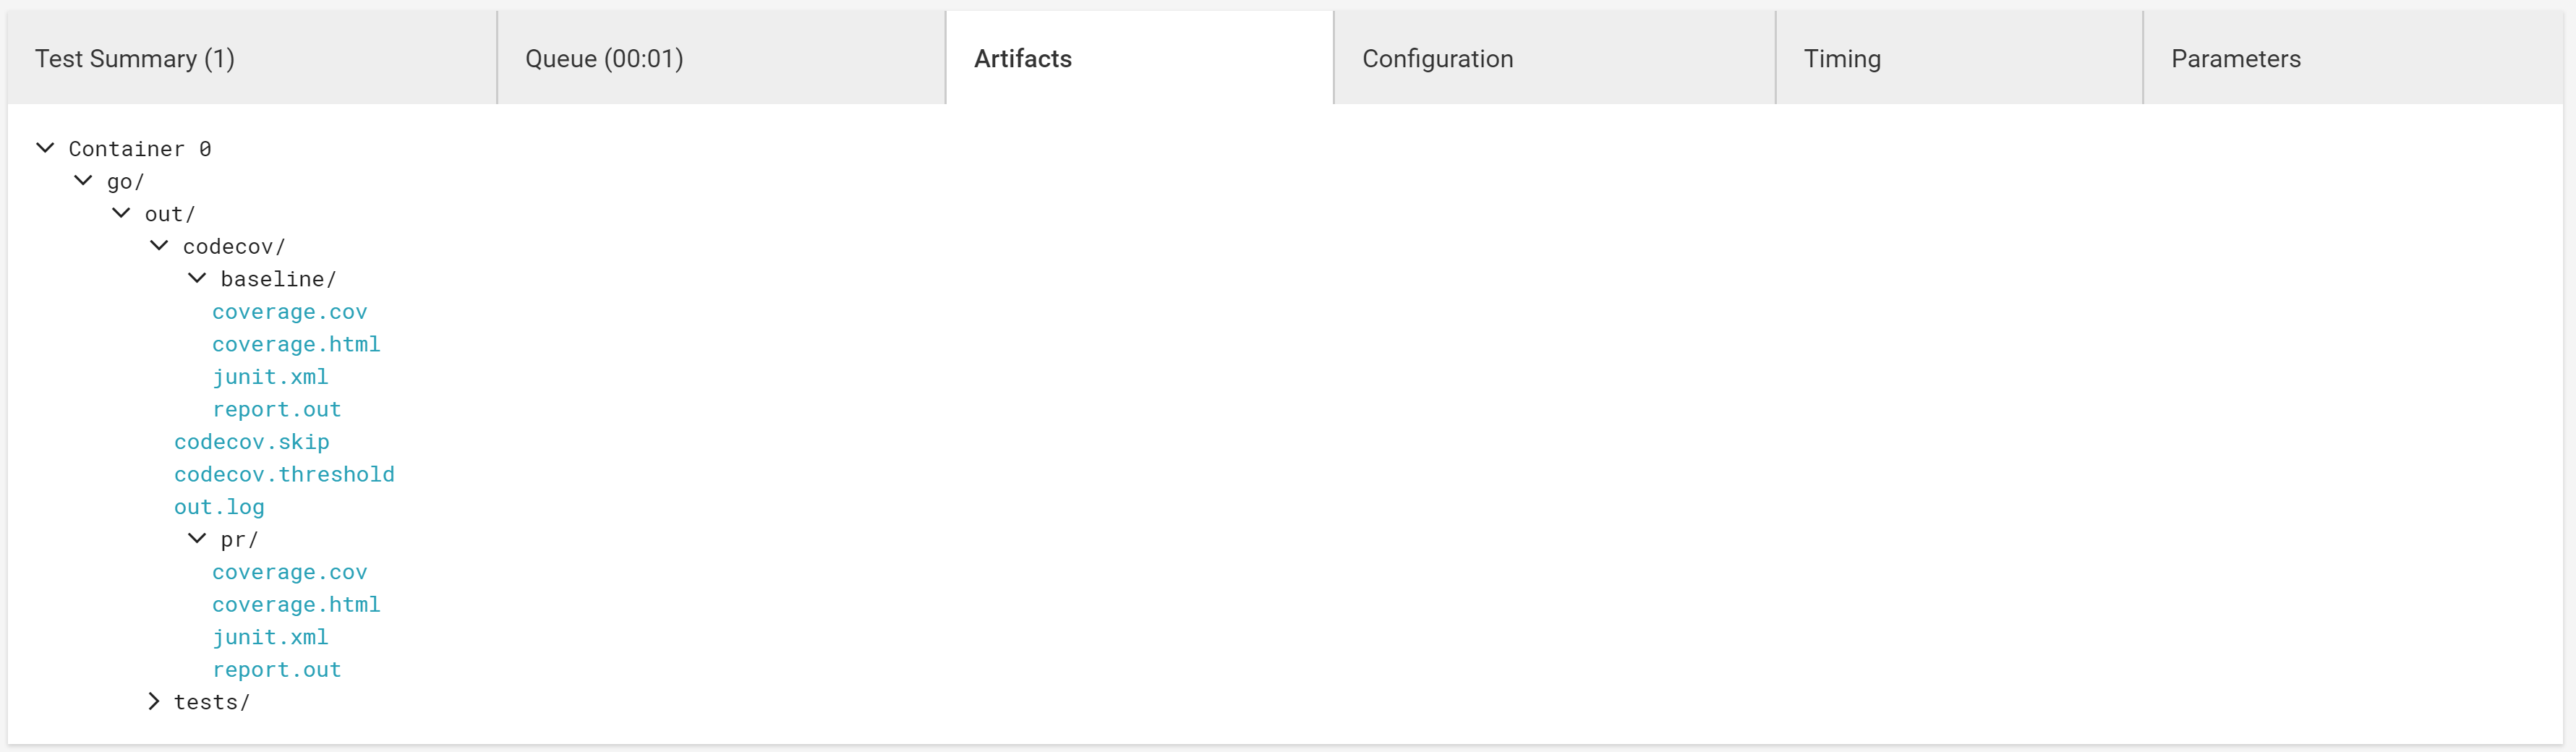 Test Summary (1) Queue (00:01) Artifacts Configuration Timing Parameters
Container 0
go/
out/
codecov/
baseline/
coverage.cov
coverage.html
junit.xml
report.out
codecov.skip
codecov.threshold
out.log
pr/
coverage.cov
coverage.html
junit.xml
report.out
tests/